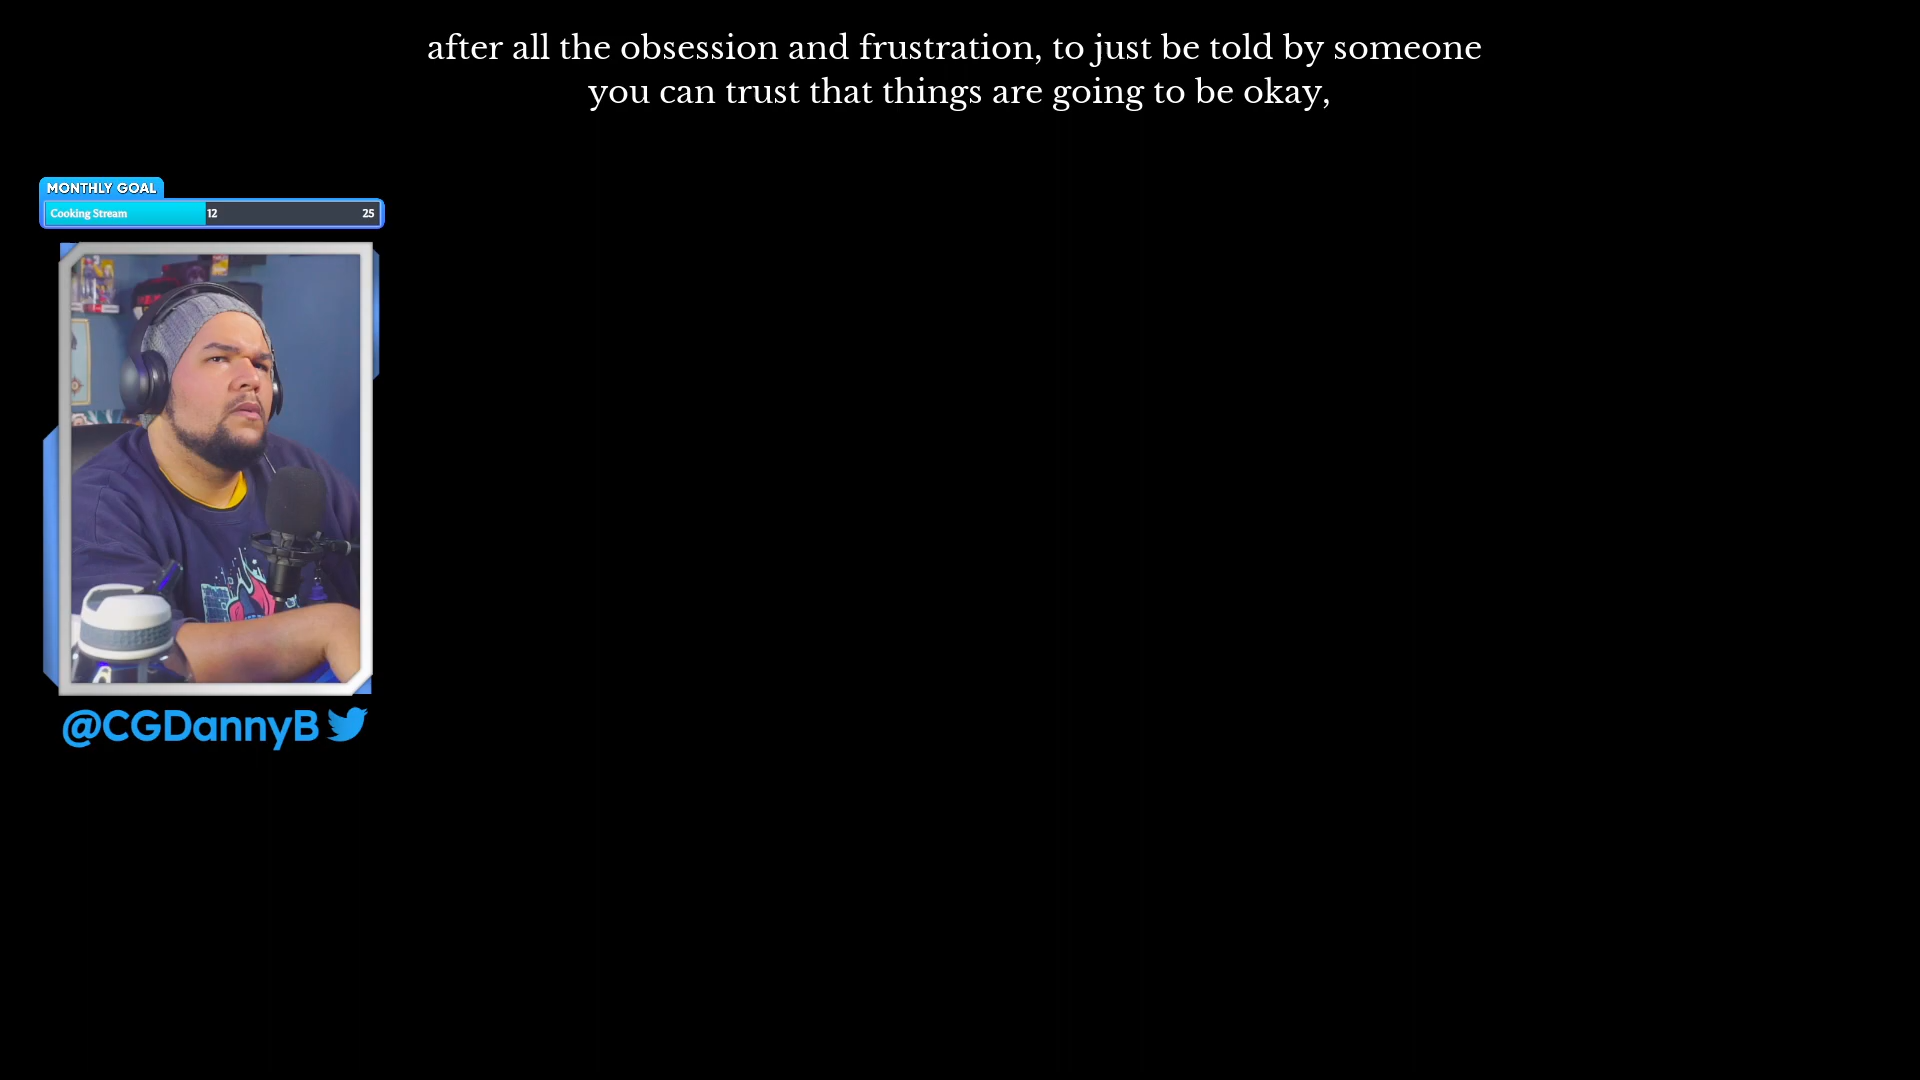 after all the obsession and frustration, to just be told by someone
you can trust that things are going to be okay,
MONTHLY GOAL
Cooking Stream 12 25
@CGDannyB